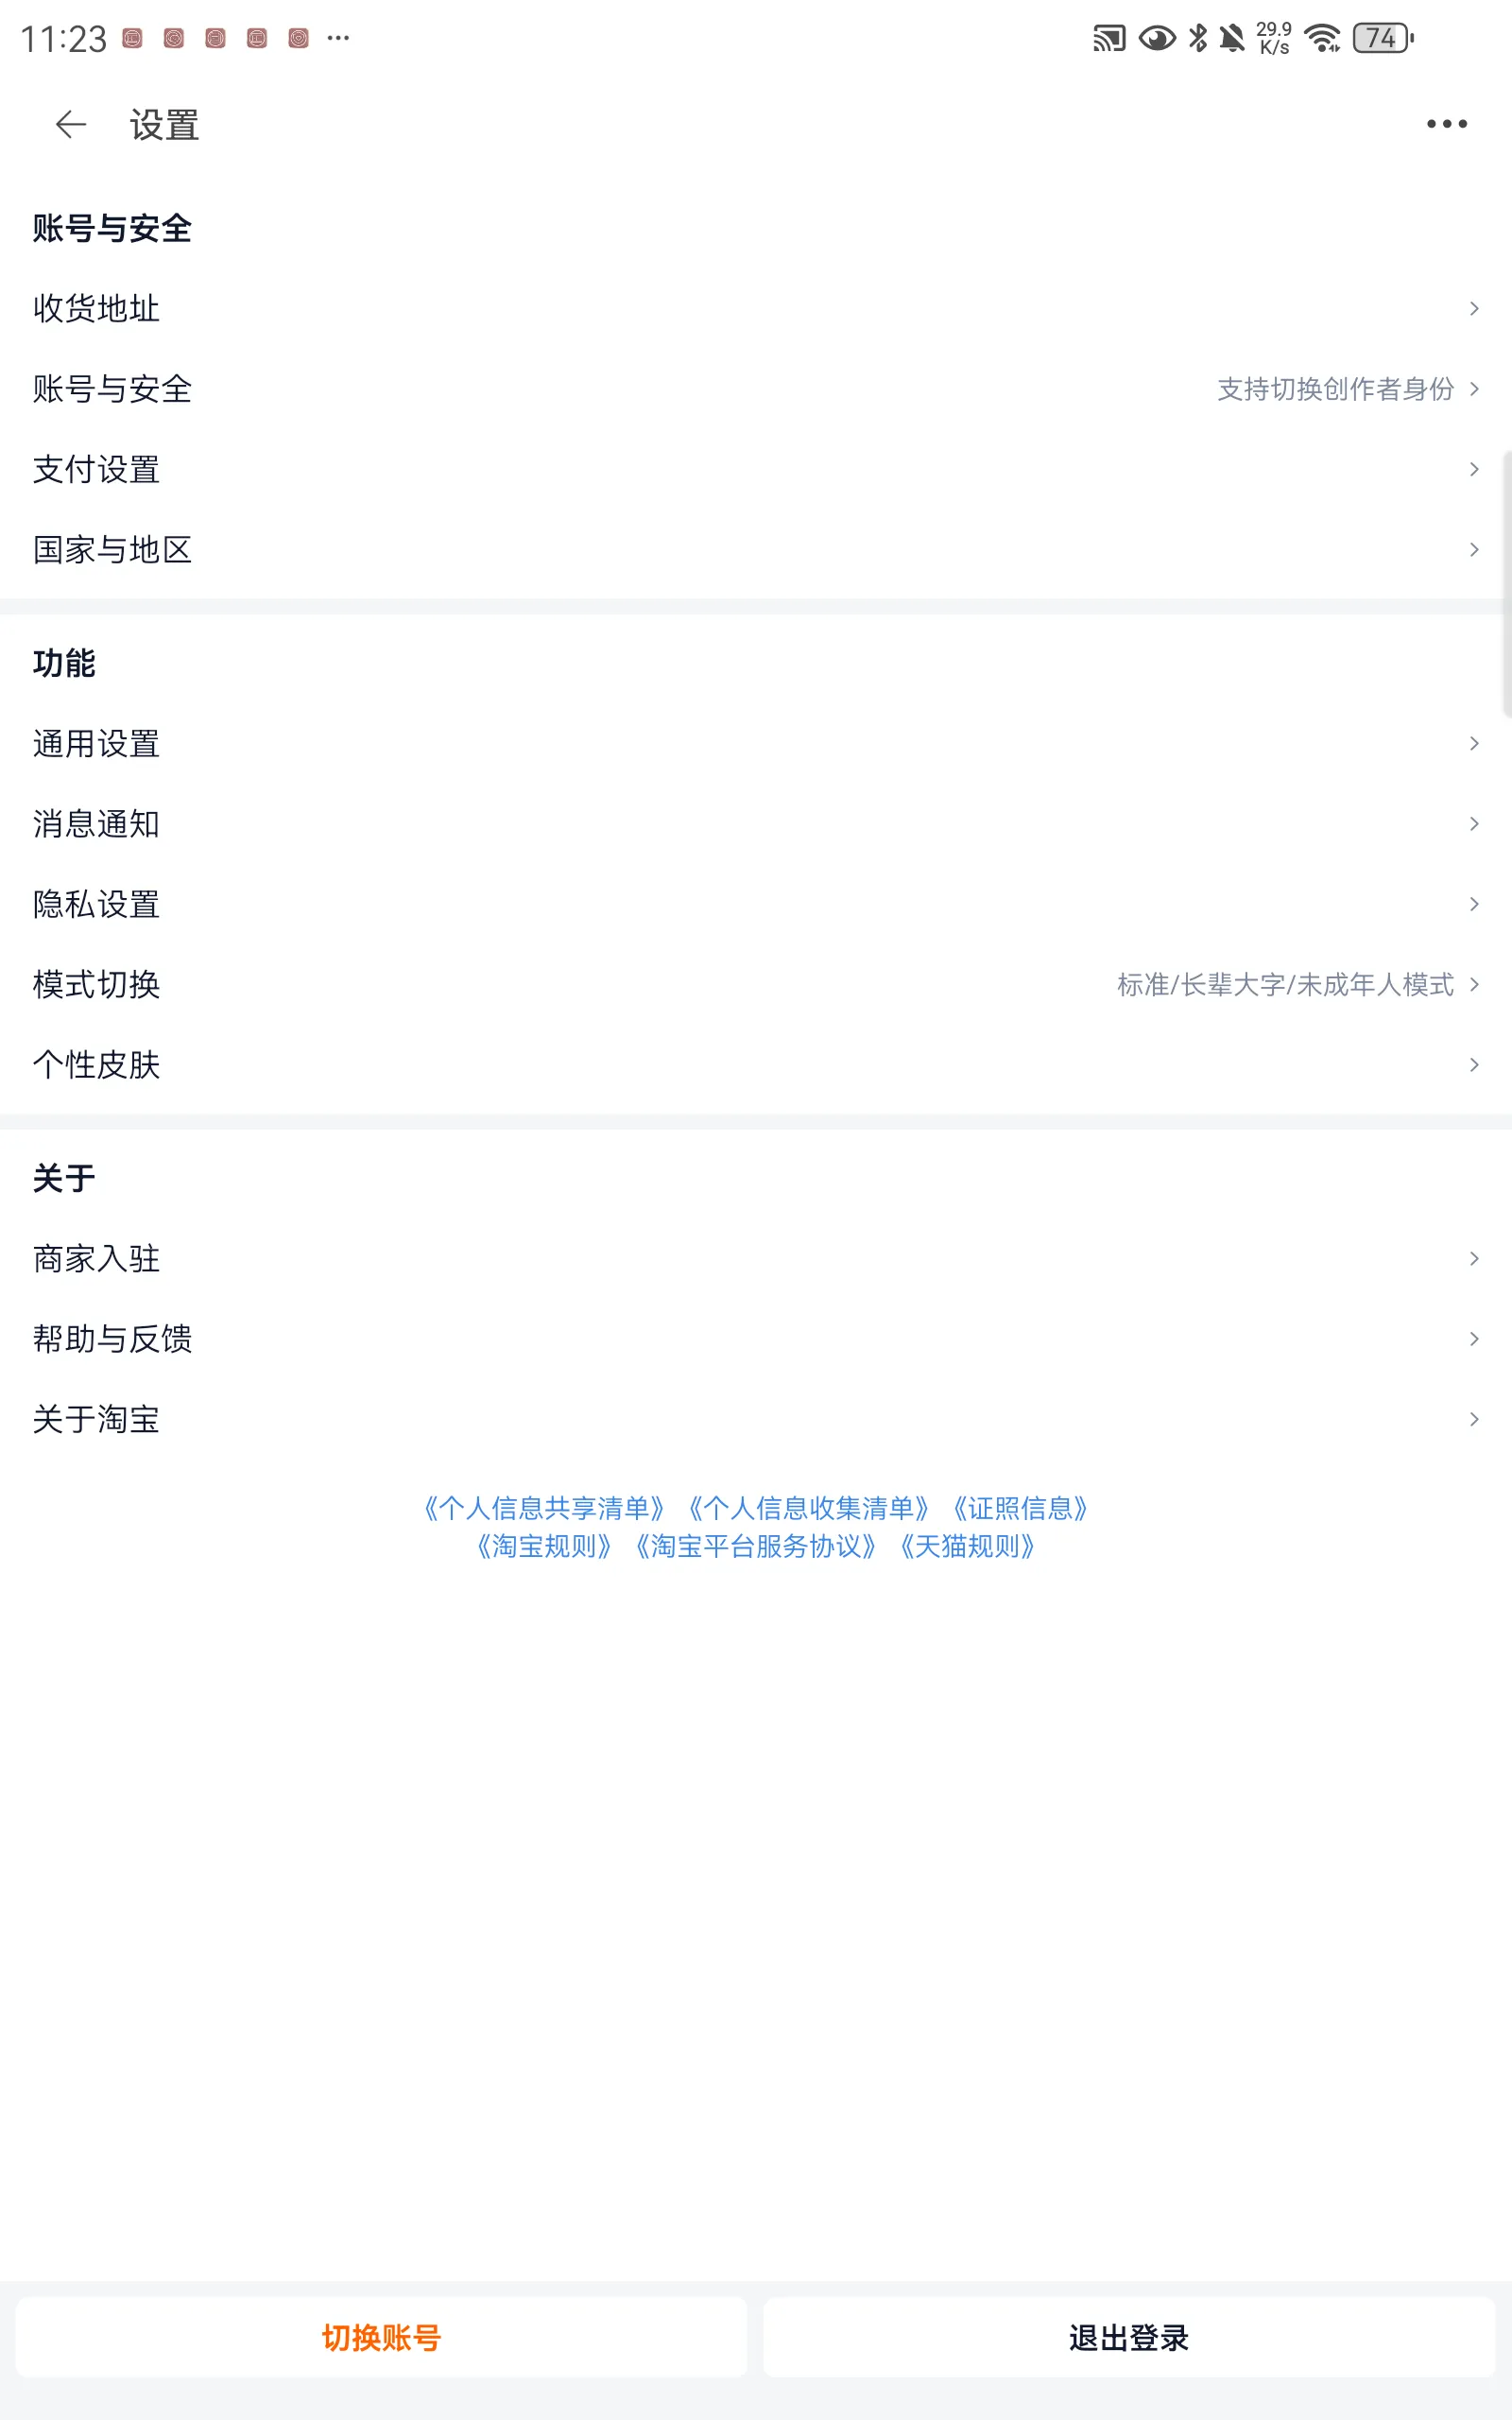 11:23
29.9
K/s
74
设置
账号与安全
收货地址
账号与安全 支持切换创作者身份
支付设置
国家与地区
功能
通用设置
消息通知
隐私设置
模式切换 标准/长辈大字/未成年人模式
个性皮肤
关于
商家入驻
帮助与反馈
关于淘宝
《个人信息共享清单》《个人信息收集清单》《证照信息》
《淘宝规则》《淘宝平台服务协议》《天猫规则》
切换账号 退出登录